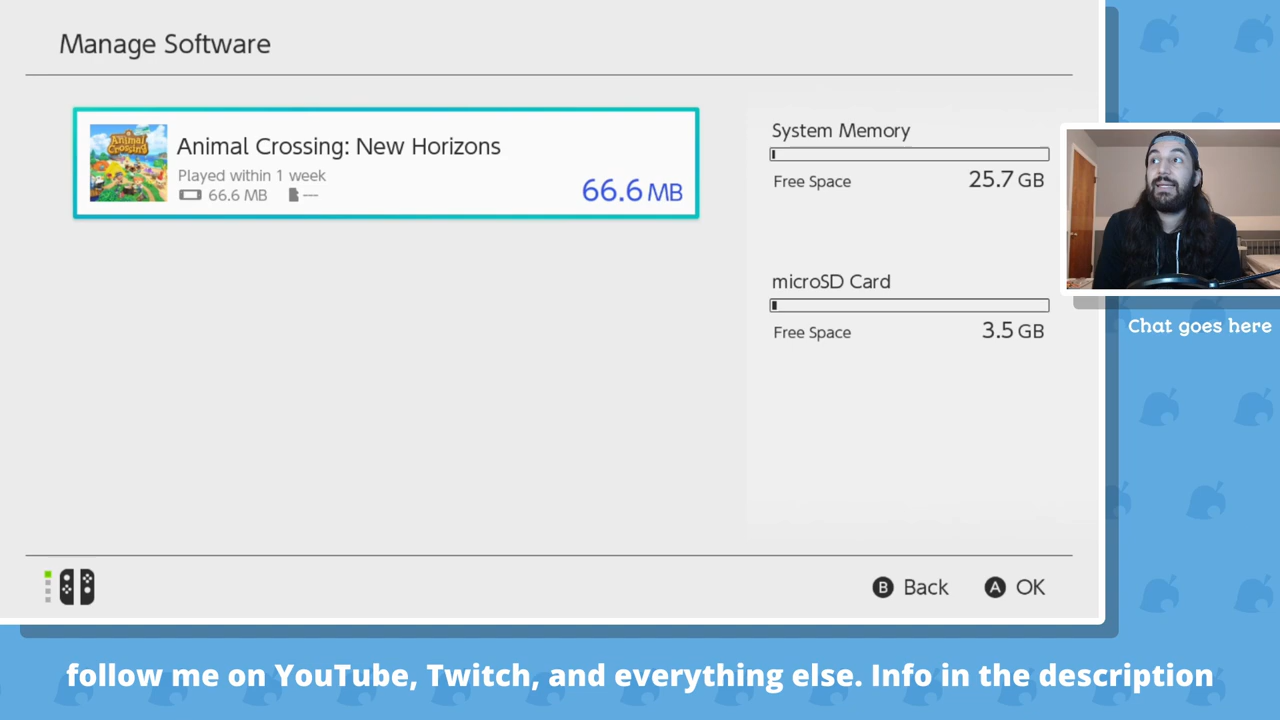 Manage Software
Animal Crossing
Animal Crossing: New Horizons
Played within 1 week
66.6 MB ---
66.6 MB
System Memory
Free Space 25.7 GB
microSD Card
Free Space 3.5 GB
Chat goes here
B Back A OK
follow me on YouTube, Twitch, and everything else. Info in the description